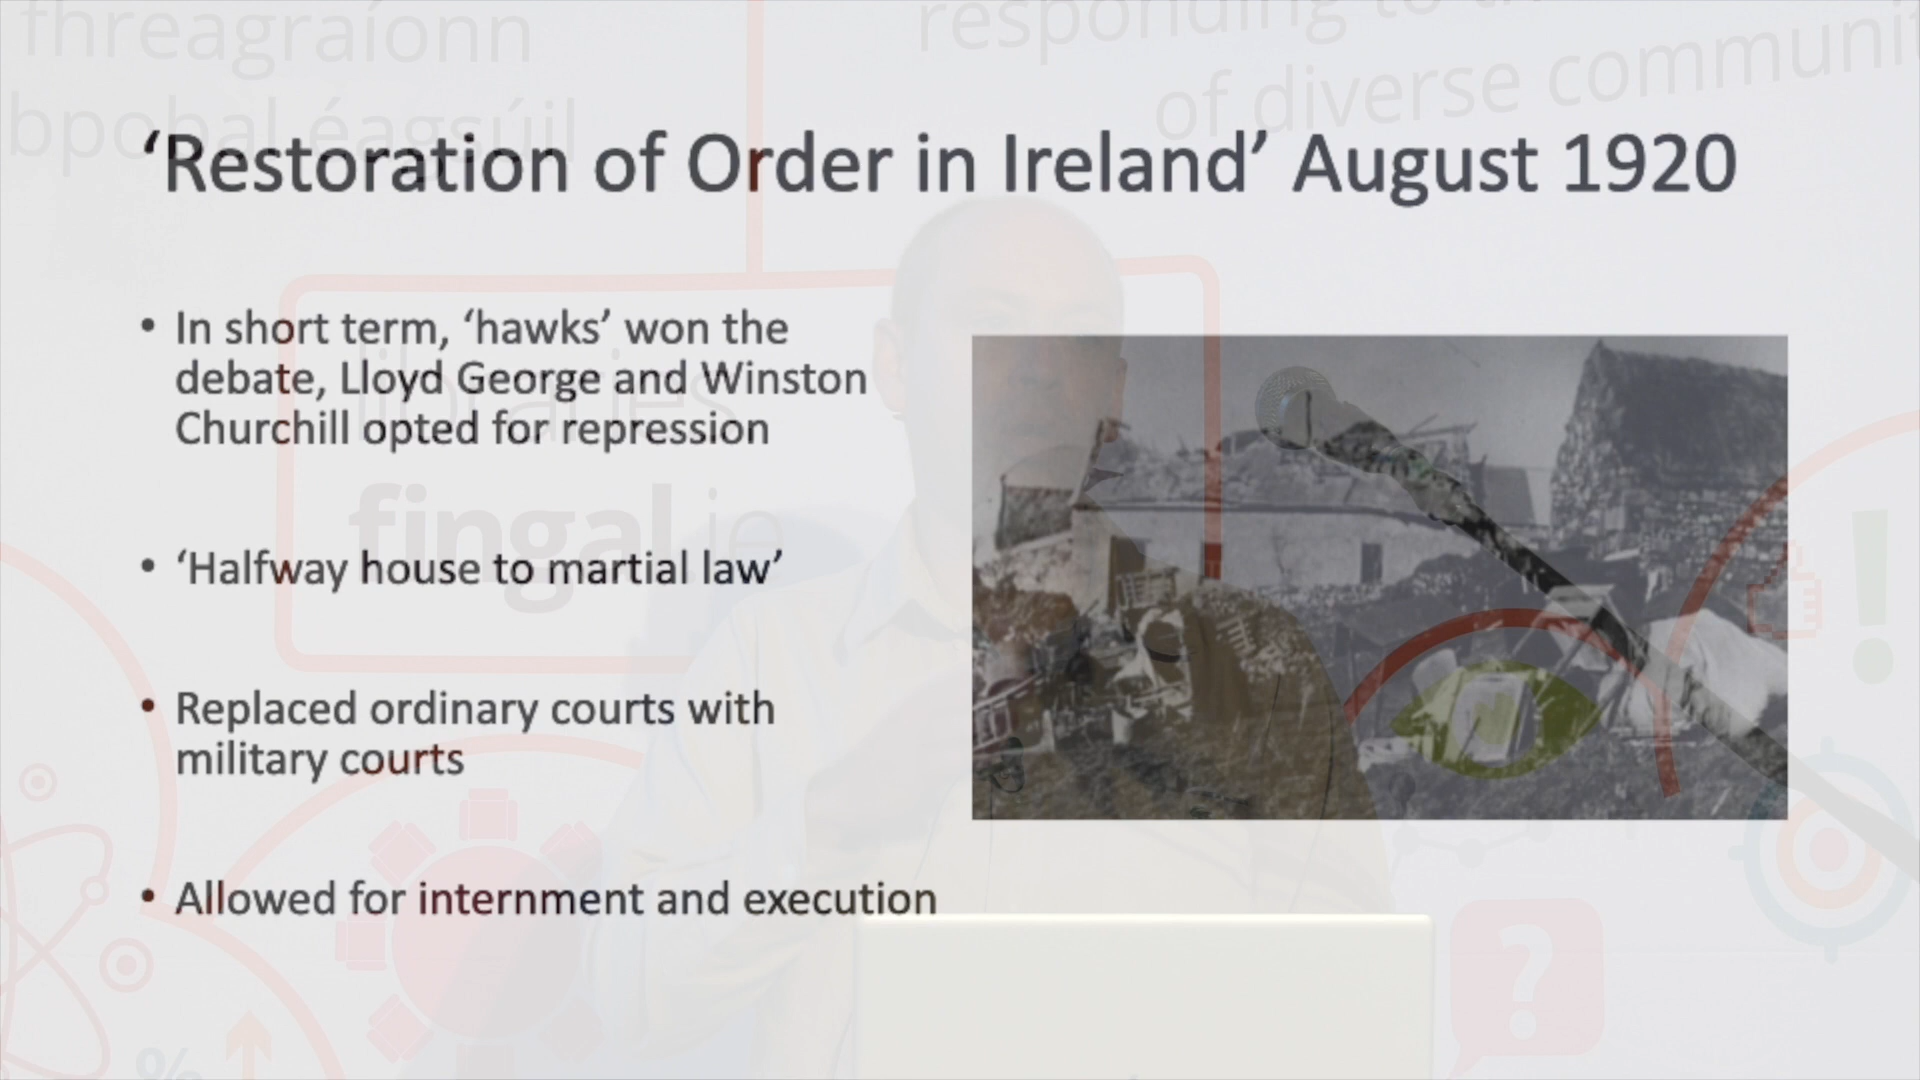 fhreagraíonn
bpobal éagsúil
responding to
of diverse
‘Restoration of Order in Ireland’ August 1920
• In short term, ‘hawks’ won the
debate, Lloyd George and Winston
Churchill opted for repression
• ‘Halfway house to martial law’
• Replaced ordinary courts with
military courts
• Allowed for internment and execution
libraries
fingal.ie
%
!
?